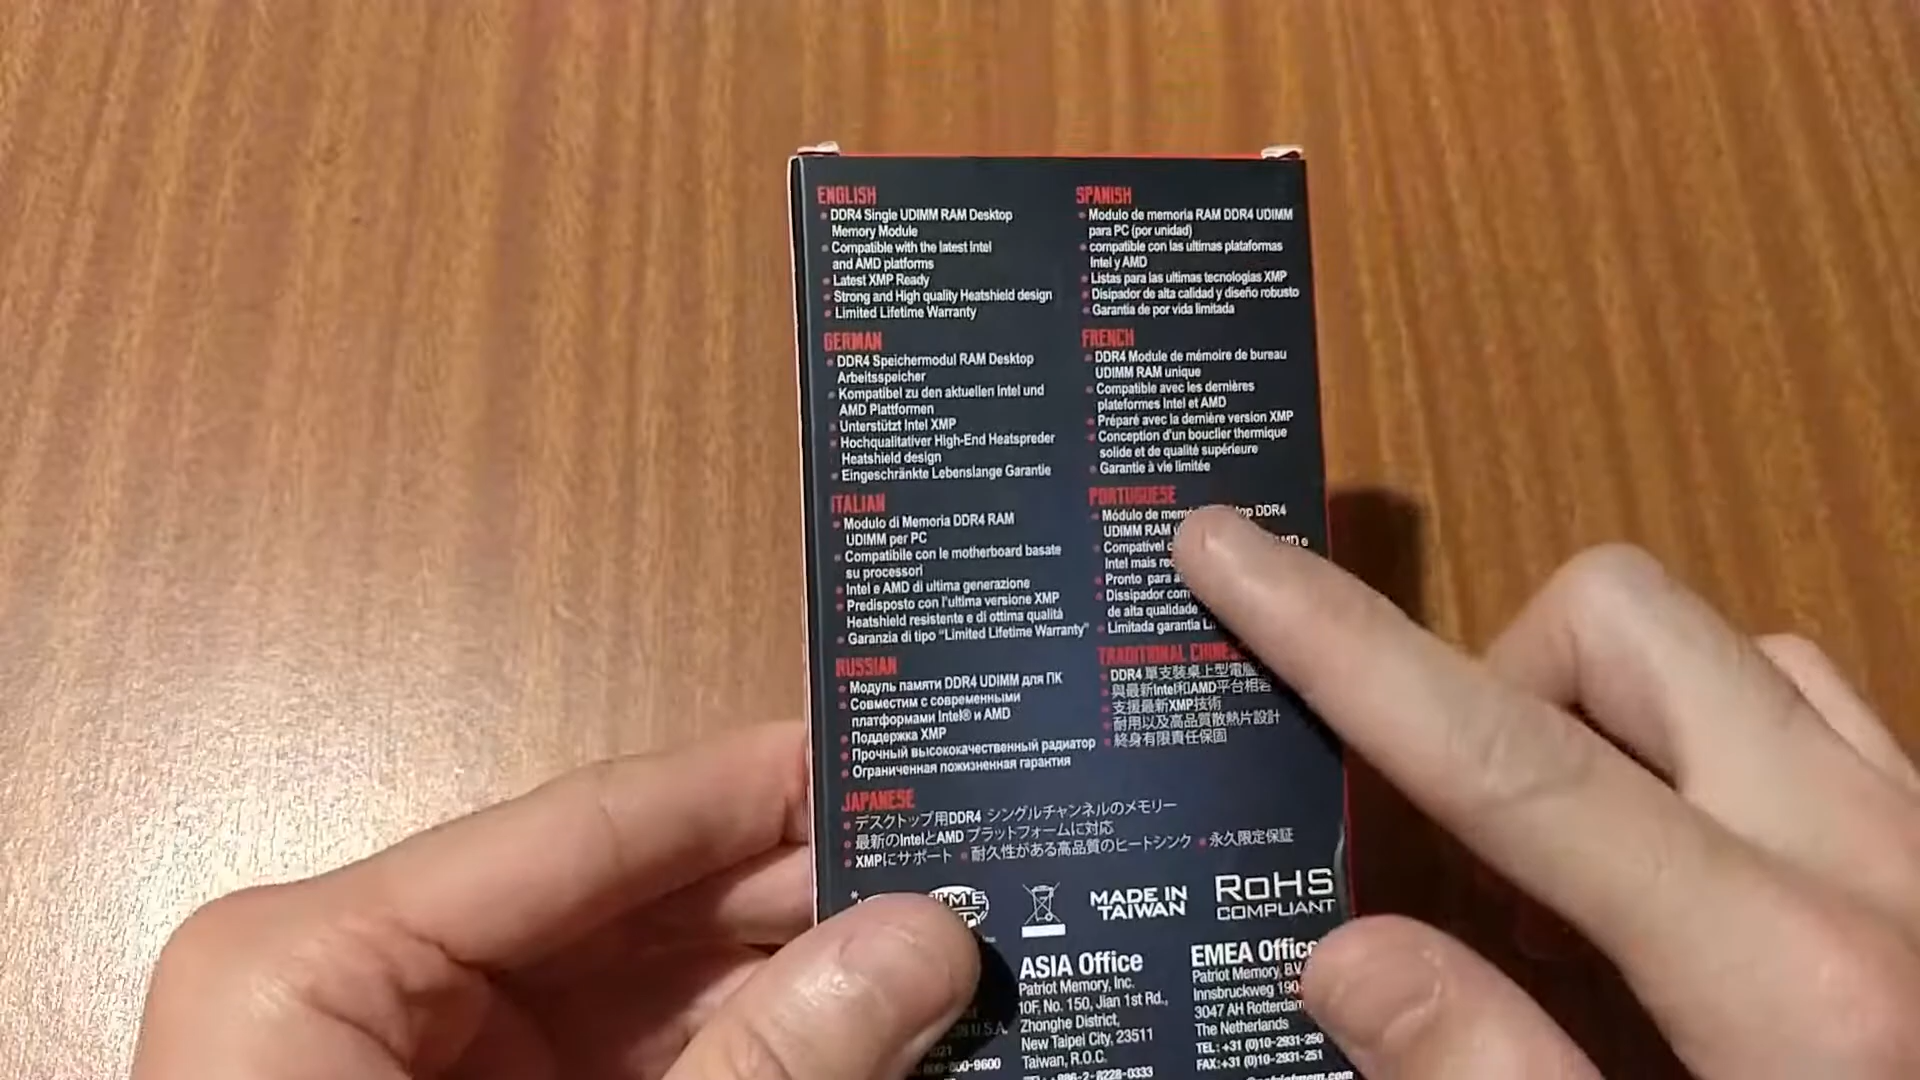 ENGLISH
DDR4 Single UDIMM RAM Desktop
Memory Module
Compatible with the latest Intel
and AMD platforms
Latest XMP Ready
Strong and High quality Heatshield design
Limited Lifetime Warranty
GERMAN
DDR4 Speichermodul RAM Desktop
Arbeitsspeicher
Kompatibel zu den aktuellen Intel und
AMD Plattformen
Unterstützt Intel XMP
Hochqualitativer High-End Heatspreder
Heatshield design
Eingeschränkte Lebenslange Garantie
ITALIAN
Modulo di Memoria DDR4 RAM
UDIMM per PC
Compatibile con le motherboard basate
su processori
Intel e AMD di ultima generazione
Predisposto con l'ultima versione XMP
Heatshield resistente e di ottima qualitá
Garanzia di tipo "Limited Lifetime Warranty"
RUSSIAN
Модуль памяти DDR4 UDIMM для ПК
Совместим с современными
платформами Intel® и AMD
Поддержка XMP
Прочный высококачественный радиатор
Ограниченная пожизненная гарантия
SPANISH
Modulo de memoria RAM DDR4 UDIMM
para PC (por unidad)
compatible con las ultimas plataformas
Intel y AMD
Listas para las ultimas tecnologias XMP
Disipador de alta calidad y diseño robusto
Garantia de por vida limitada
FRENCH
DDR4 Module de mémoire de bureau
UDIMM RAM unique
Compatible avec les dernières
plateformes Intel et AMD
Préparé avec la dernière version XMP
Conception d'un bouclier thermique
solide et de qualité supérieure
Garantie à vie limitée
PORTUGUESE
Módulo de DDR4
UDIMM RAM
Compatível e
Intel mais
Pronto para
Dissipador
de alta qualidade
Limitada garantia
TRADITIONAL
DDR4 單支裝桌上型電腦
與最新Intel和AMD平台相容
支援最新XMP技術
耐用以及高品質散熱片設計
終身有限責任保固
JAPANESE
デスクトップ用DDR4 シングルチャンネルのメモリー
最新のIntelとAMD プラットフォームに対応
XMPにサポート 耐久性がある高品質のヒートシンク 永久限定保証
MADE IN
TAIWAN
RoHS
COMPLIANT
U.S.A.
ASIA Office
Patriot Memory, Inc.
10F, No. 150, Jian 1st Rd.,
Zhonghe District,
New Taipei City, 23511
Taiwan, R.O.C.
EMEA Office
Patriot Memory, B.V.
Innsbruckweg
3047 AH Rotterdam
The Netherlands
TEL: +31 (0)10-2931-250
FAX: +31 (0)10-2931-251